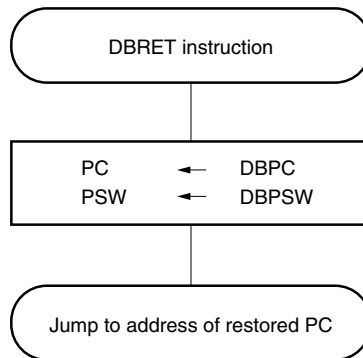 DBRET instruction
PC ← DBPC
PSW ← DBPSW
Jump to address of restored PC